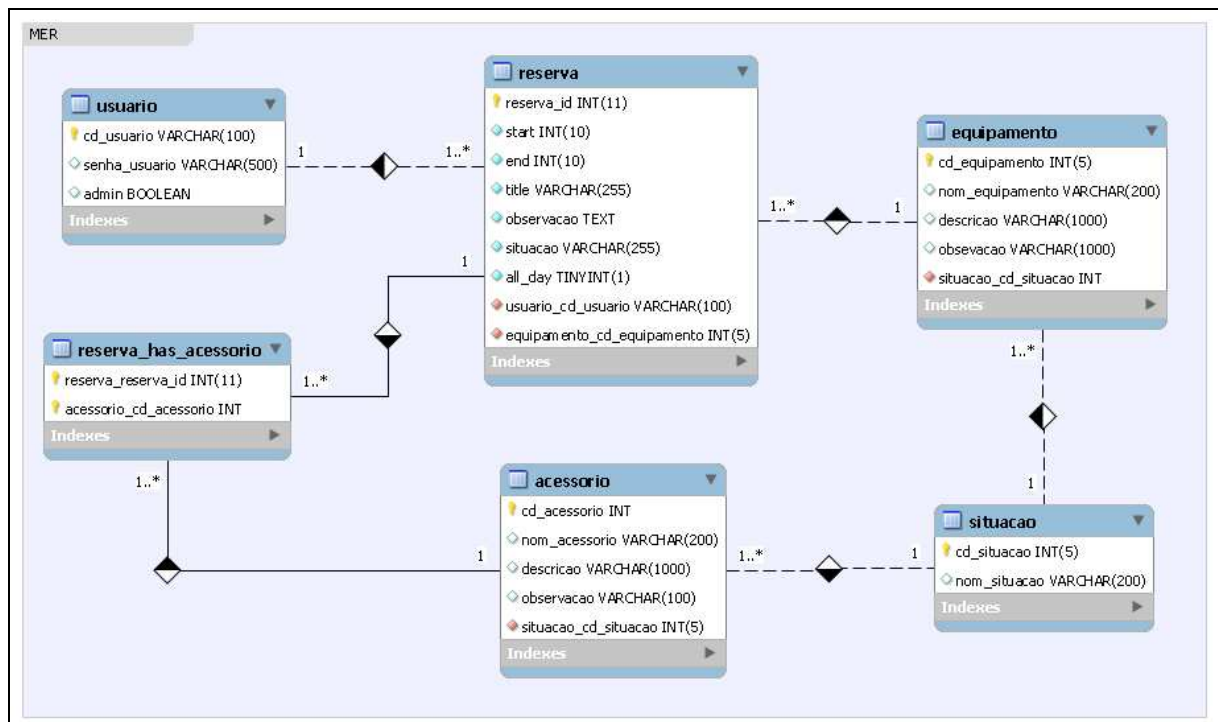 MER
usuario
cd_usuario VARCHAR(100)
senha_usuario VARCHAR(500)
admin BOOLEAN
Indexes
1
1..*
reserva
reserva_id INT(11)
start INT(10)
end INT(10)
title VARCHAR(255)
observacao TEXT
situacao VARCHAR(255)
all_day TINYINT(1)
usuario_cd_usuario VARCHAR(100)
equipamento_cd_equipamento INT(5)
Indexes
1..*
1
equipamento
cd_equipamento INT(5)
nom_equipamento VARCHAR(200)
descricao VARCHAR(1000)
obsevacao VARCHAR(1000)
situacao_cd_situacao INT
Indexes
1
1..*
reserva_has_acessorio
reserva_reserva_id INT(11)
acessorio_cd_acessorio INT
Indexes
1..*
1
acessorio
cd_acessorio INT
nom_acessorio VARCHAR(200)
descricao VARCHAR(1000)
observacao VARCHAR(100)
situacao_cd_situacao INT(5)
Indexes
1..*
1
1..*
1
situacao
cd_situacao INT(5)
nom_situacao VARCHAR(200)
Indexes